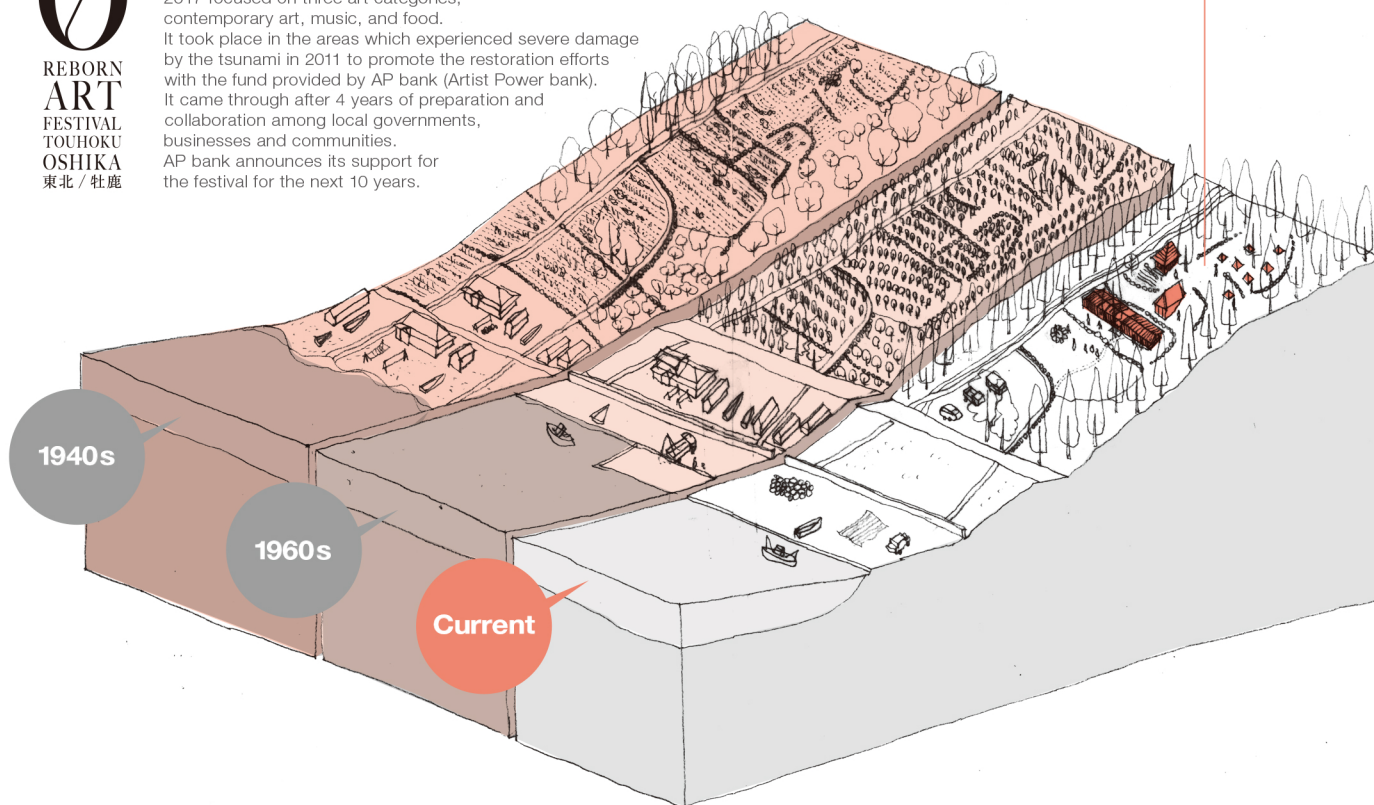 2017 focused on three art categories,
contemporary art, music, and food.
It took place in the areas which experienced severe damage
by the tsunami in 2011 to promote the restoration efforts
with the fund provided by AP bank (Artist Power bank).
It came through after 4 years of preparation and
collaboration among local governments,
businesses and communities.
AP bank announces its support for
the festival for the next 10 years.
REBORN
ART
FESTIVAL
TOUHOKU
OSHIKA
東北 / 牡鹿
1940s
1960s
Current